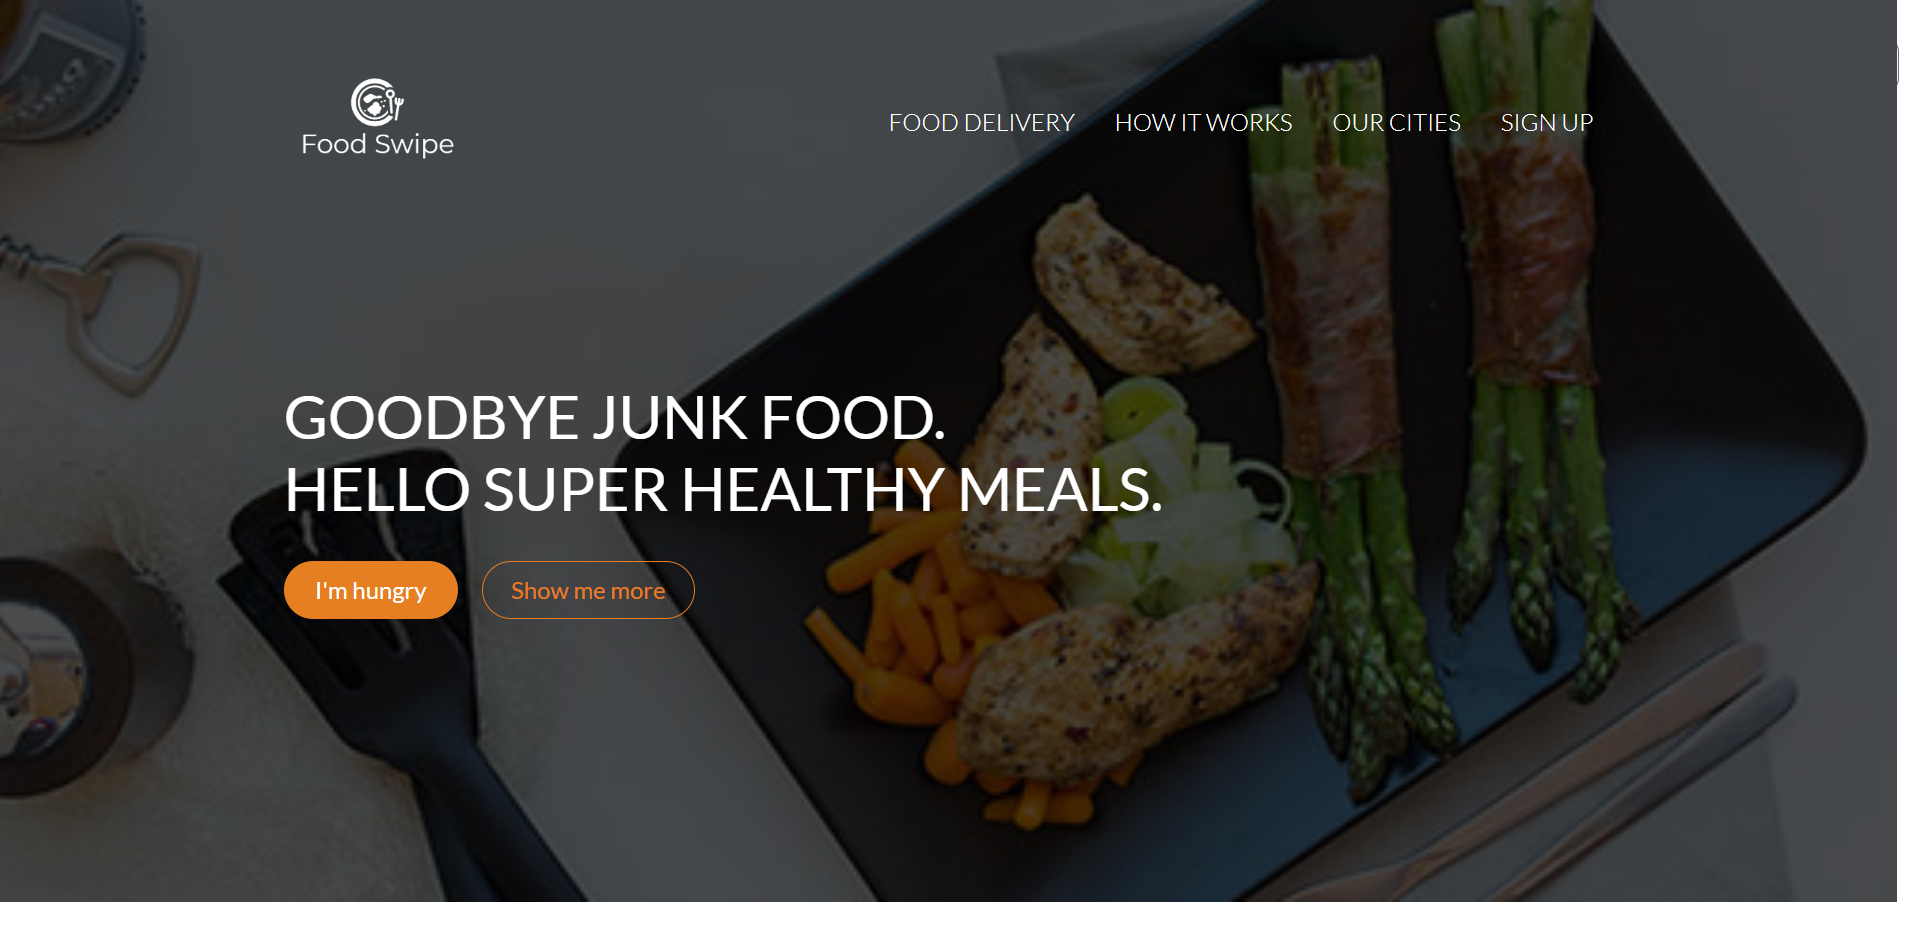 Food Swipe
FOOD DELIVERY HOW IT WORKS OUR CITIES SIGN UP
GOODBYE JUNK FOOD.
HELLO SUPER HEALTHY MEALS.
I'm hungry Show me more